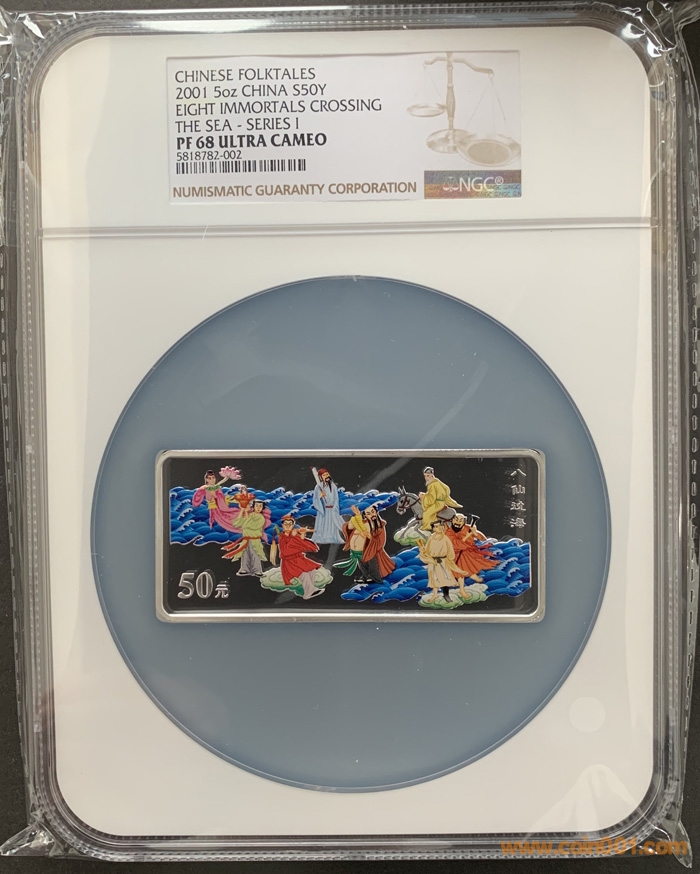 CHINESE FOLKTALES
2001 5oz CHINA S50Y
EIGHT IMMORTALS CROSSING
THE SEA - SERIES I
PF 68 ULTRA CAMEO
5818782-002
NUMISMATIC GUARANTY CORPORATION
NGC®
八仙过海
50元
www.coin001.com